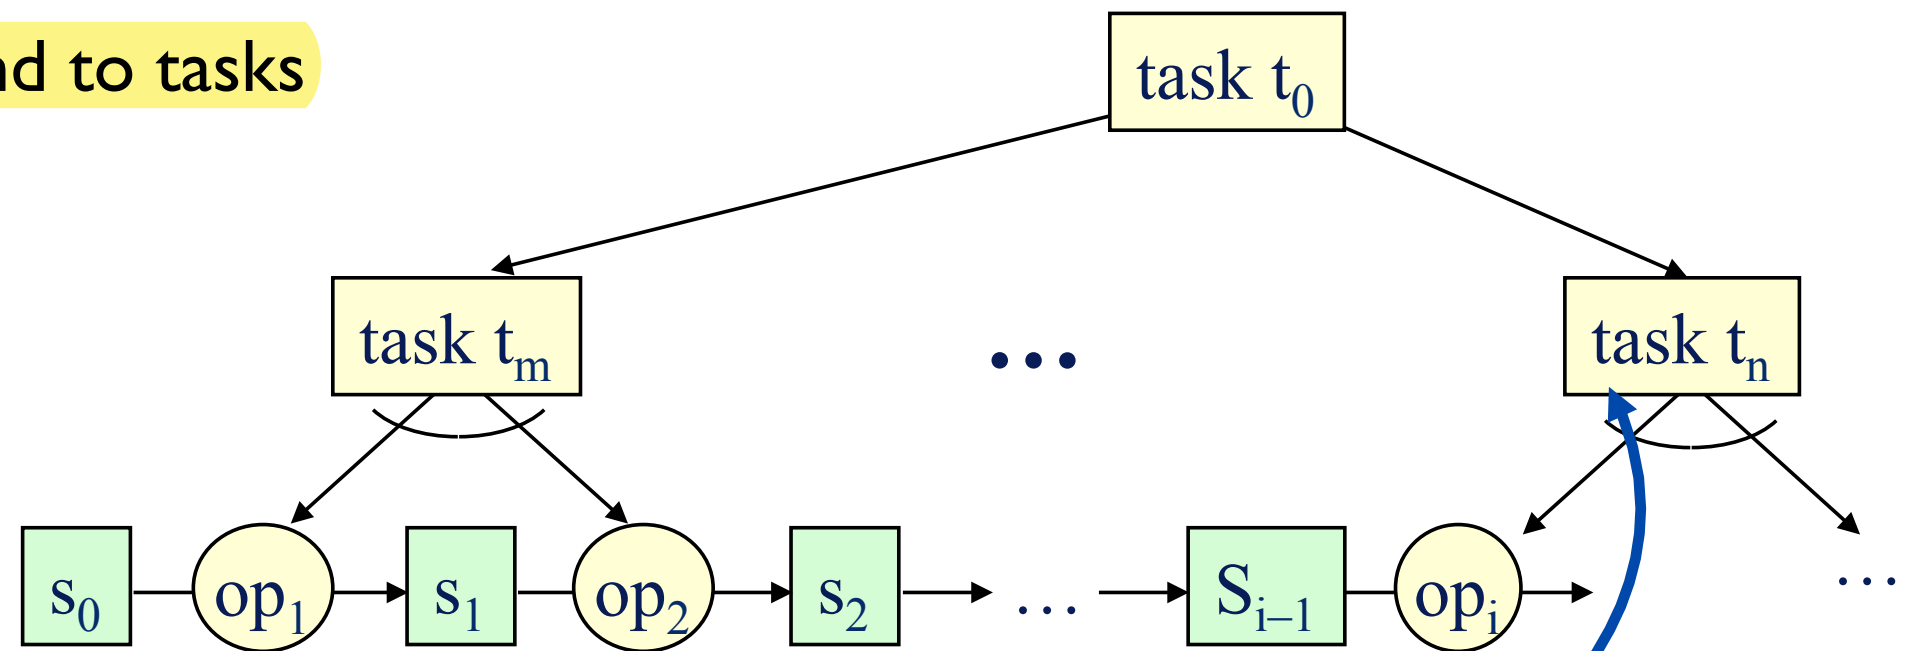 nd to tasks
task t₀
task tₘ
...
task tₙ
s₀
op₁
s₁
op₂
s₂
...
Sᵢ₋₁
opᵢ
...